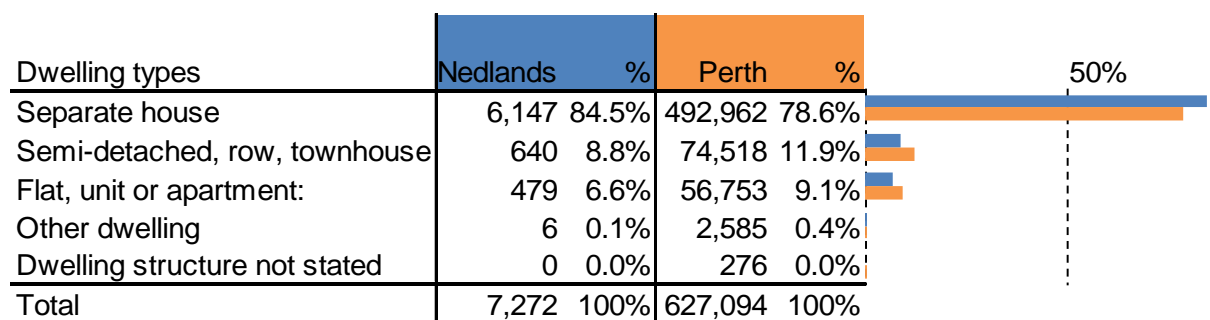 Dwelling types Nedlands % Perth % 50%
Separate house 6,147 84.5% 492,962 78.6%
Semi-detached, row, townhouse 640 8.8% 74,518 11.9%
Flat, unit or apartment: 479 6.6% 56,753 9.1%
Other dwelling 6 0.1% 2,585 0.4%
Dwelling structure not stated 0 0.0% 276 0.0%
Total 7,272 100% 627,094 100%